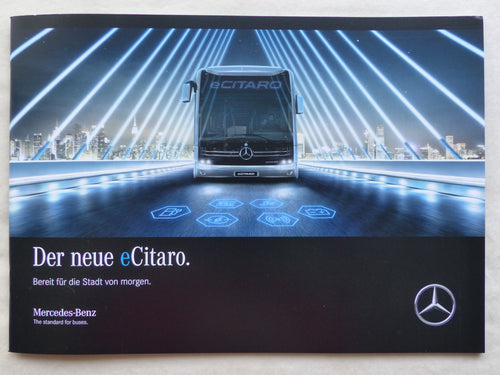 eCITARO
Der neue eCitaro.
Bereit für die Stadt von morgen.
Mercedes-Benz
The standard for buses.